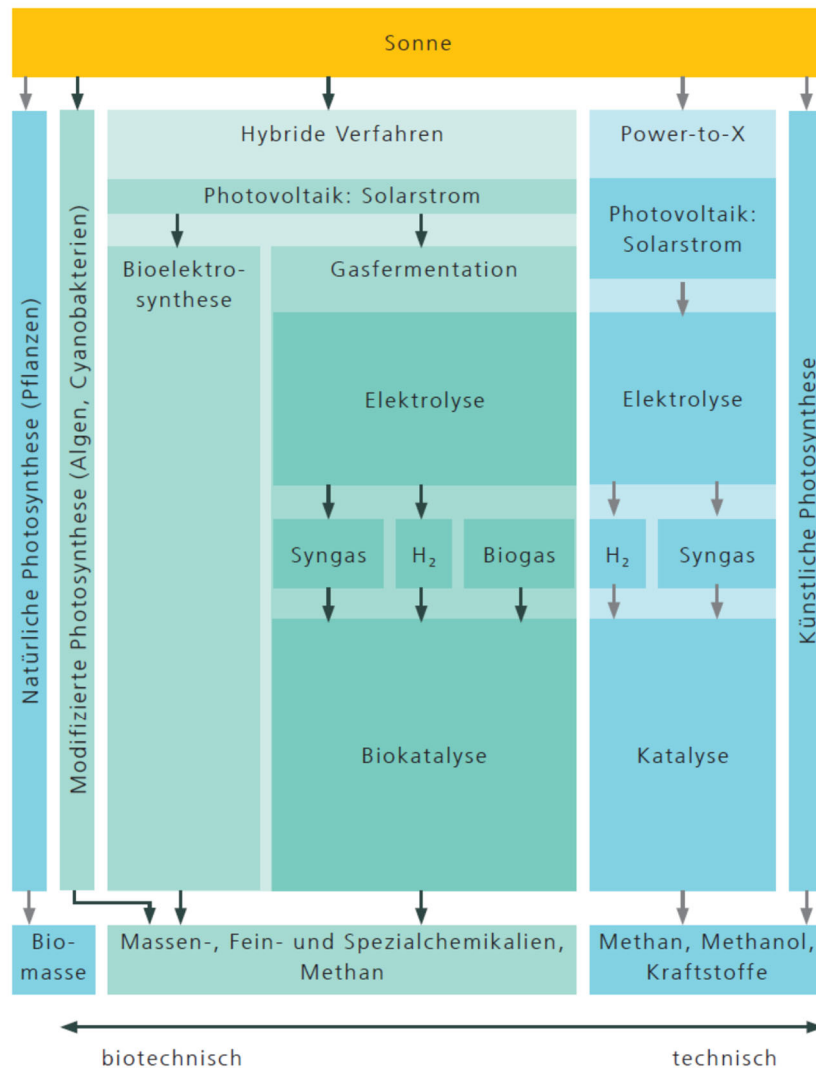 Sonne
Natürliche Photosynthese (Pflanzen)
Modifizierte Photosynthese (Algen, Cyanobakterien)
Hybride Verfahren
Photovoltaik: Solarstrom
Bioelektro-
synthese
Gasfermentation
Elektrolyse
Syngas
H₂
Biogas
Biokatalyse
Power-to-X
Photovoltaik:
Solarstrom
Elektrolyse
H₂
Syngas
Katalyse
Künstliche Photosynthese
Bio-
masse
Massen-, Fein- und Spezialchemikalien,
Methan
Methan, Methanol,
Kraftstoffe
biotechnisch
technisch